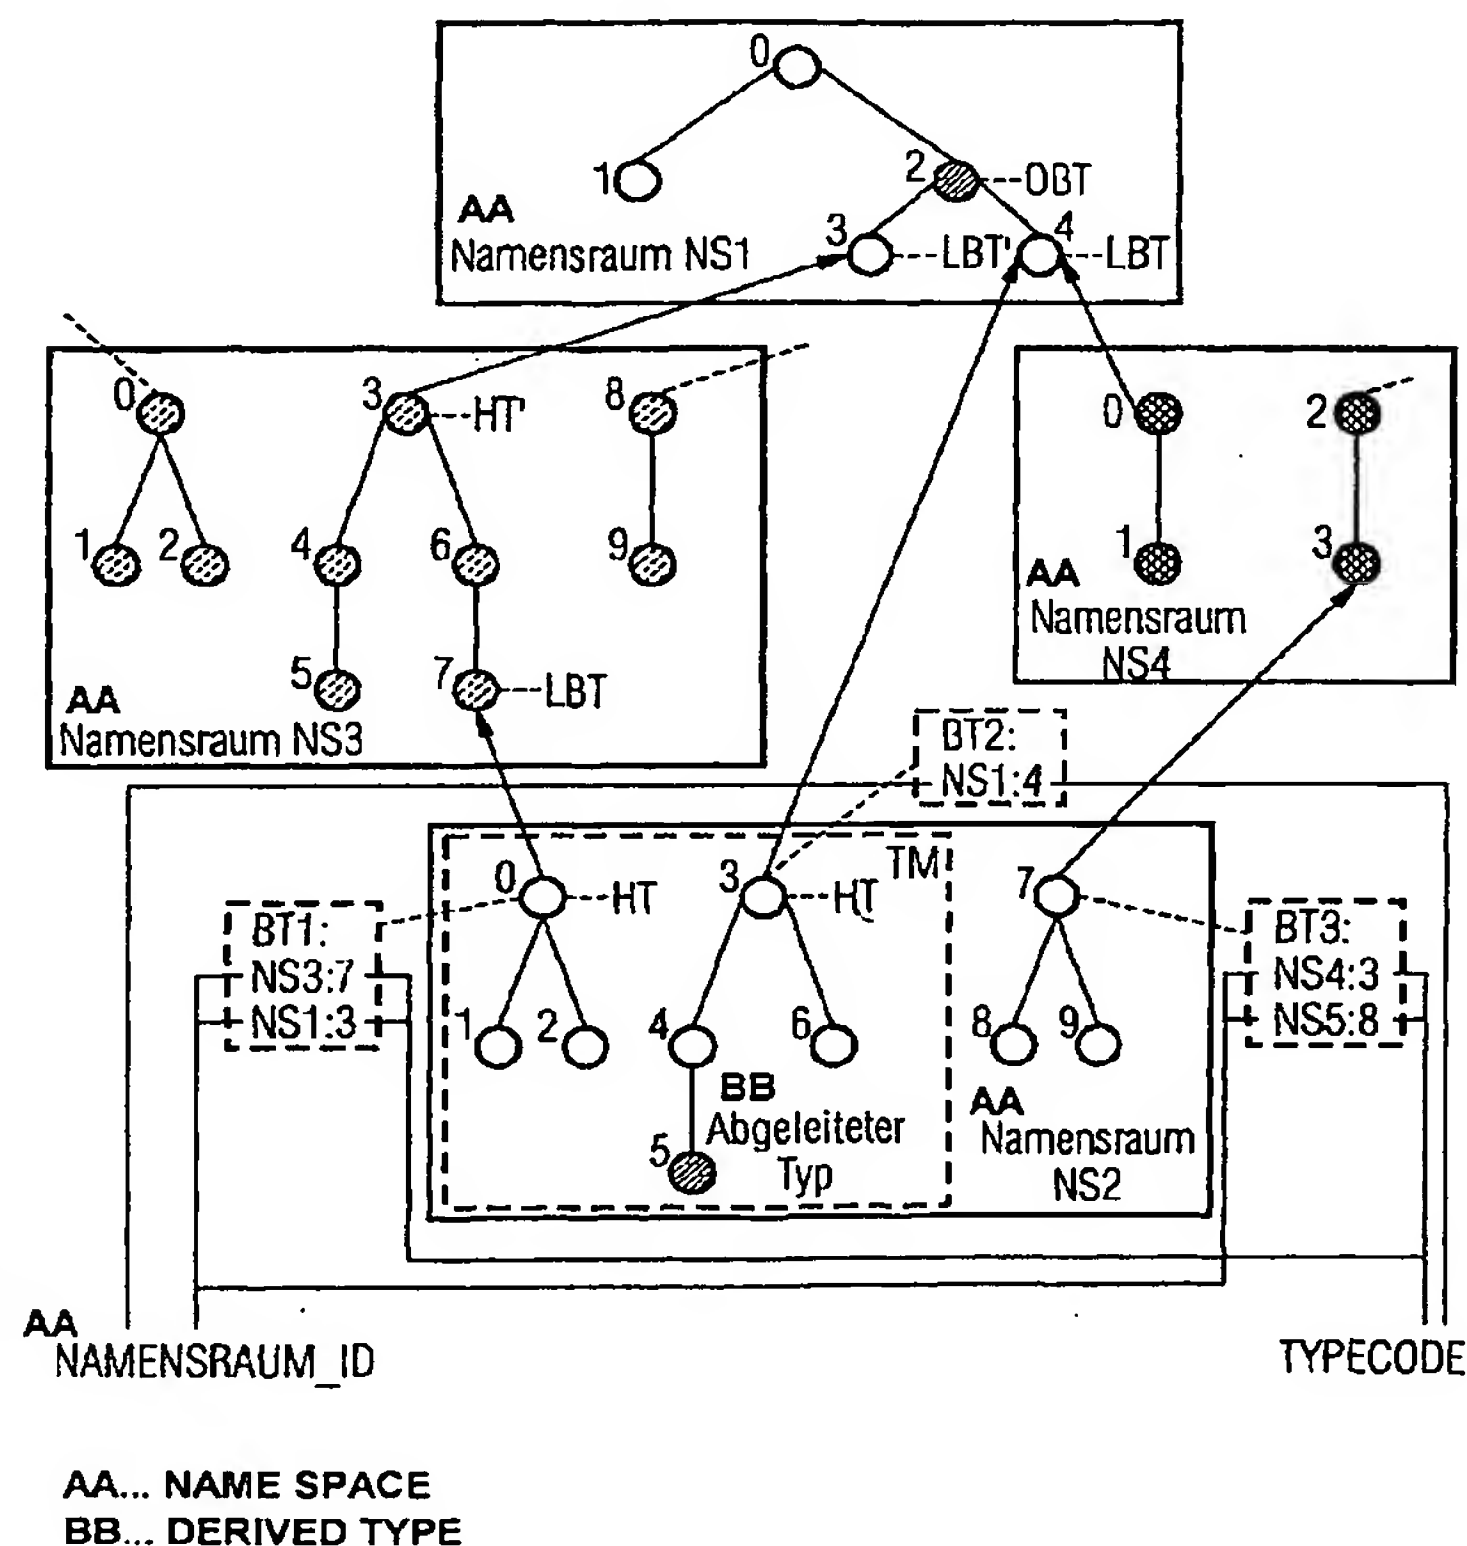 0
1
2
OBT
AA
3
LBT'
4
LBT
Namensraum NS1
0
3
HT'
8
0
2
1
2
4
6
9
1
3
AA
Namensraum
NS4
5
7
LBT
AA
Namensraum NS3
BT2:
NS1:4
TM
0
HT
3
HT
7
BT1:
NS3:7
NS1:3
BT3:
NS4:3
NS5:8
1
2
4
6
8
9
BB
Abgeleiteter
Typ
5
AA
Namensraum
NS2
AA
NAMENSRAUM_ID
TYPECODE
AA... NAME SPACE
BB... DERIVED TYPE